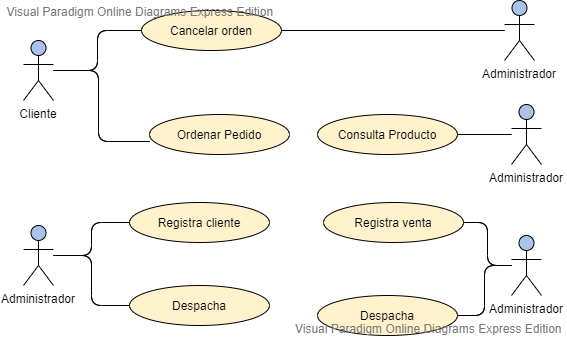 Visual Paradigm Online Diagrams Express Edition
Cancelar orden
Administrador
Cliente
Ordenar Pedido
Consulta Producto
Administrador
Registra cliente
Registra venta
Administrador
Despacha
Administrador
Despacha
Visual Paradigm Online Diagrams Express Edition